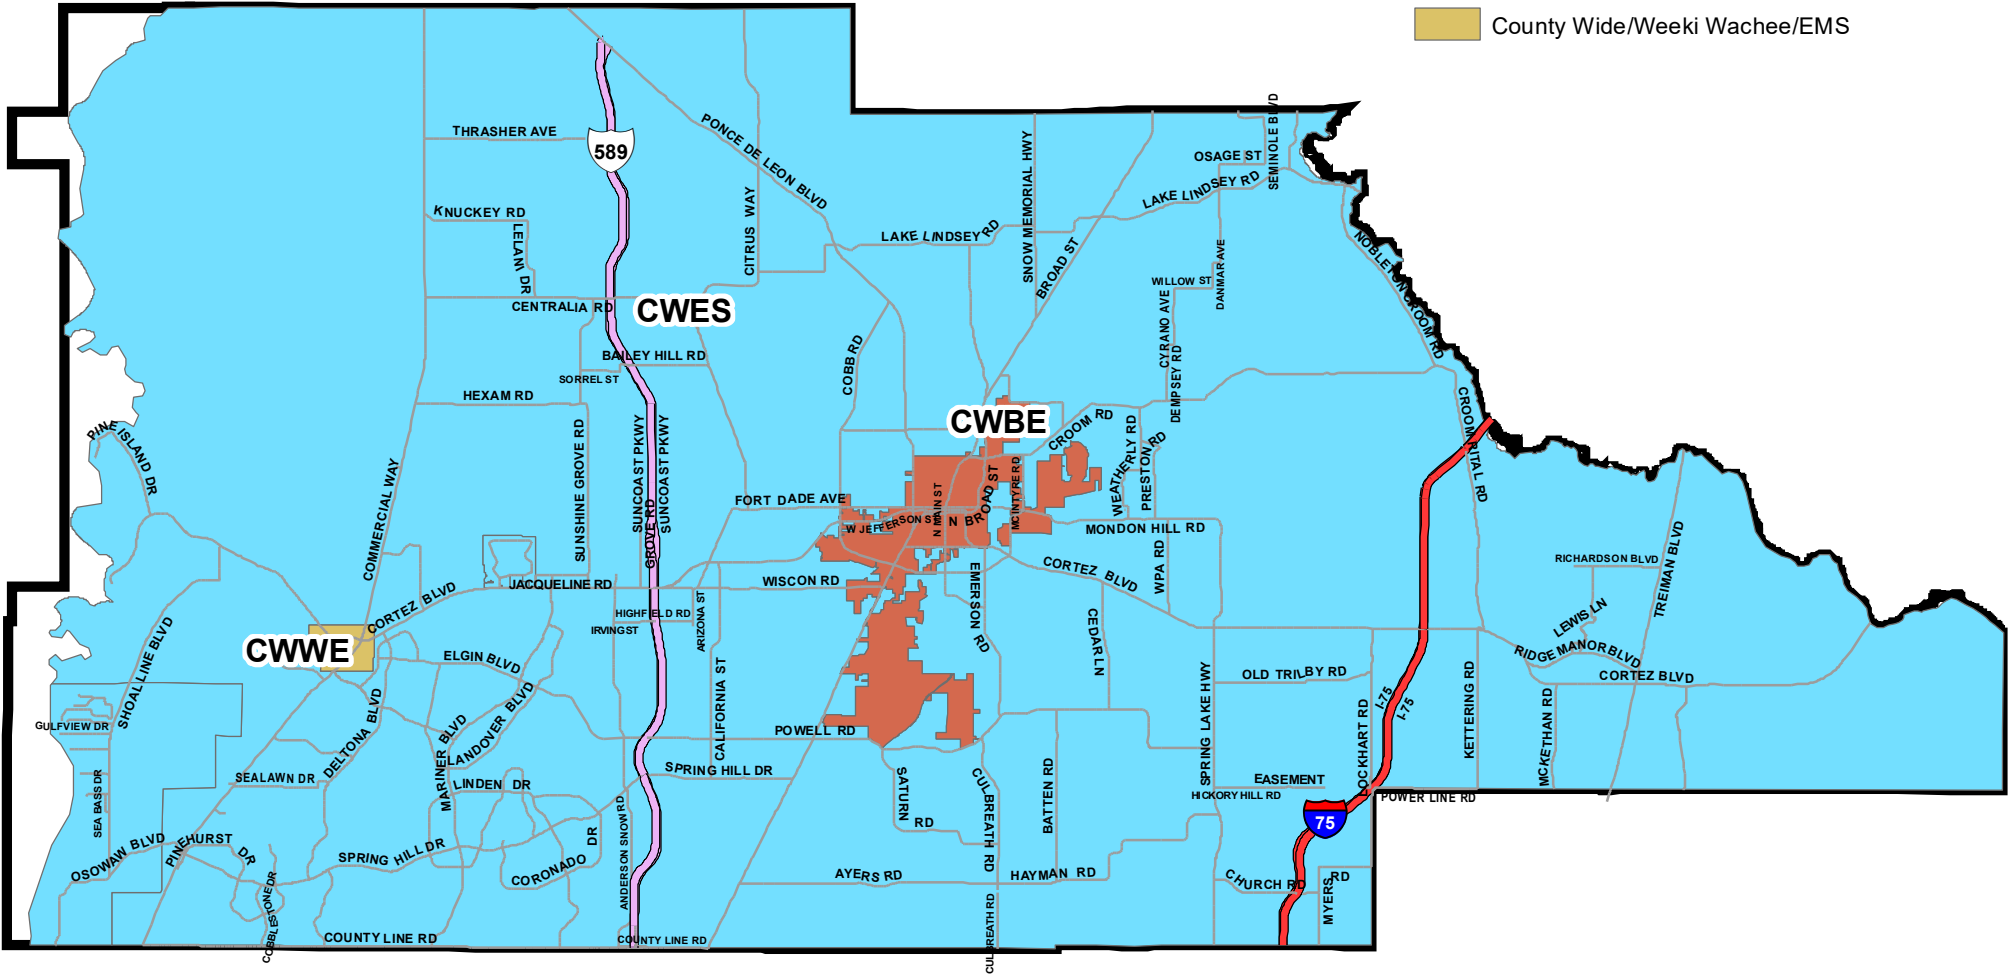 County Wide/Weeki Wachee/EMS
THRASHER AVE
589
PONCE DE LEON BLVD
SEMINOLE BLVD
OSAGE ST
SNOW MEMORIAL HWY
LAKE LINDSEY RD
KNUCKEY RD
LELANI DR
CITRUS WAY
LAKE LINDSEY RD
BROAD ST
NOBLETON CROOM RD
WILLOW ST
DANMAR AVE
CENTRALIA RD
CWES
CYRANO AVE
BAILEY HILL RD
COBB RD
DEMPSEY RD
SORREL ST
HEXAM RD
CWBE
CROOM RD
CROOM RITAL RD
PINE ISLAND DR
COMMERCIAL WAY
SUNSHINE GROVE RD
SUNCOAST PKWY
SUNCOAST PKWY
GROVE RD
FORT DADE AVE
W JEFFERSON ST
N MAIN ST
N BROAD ST
MCINTYRE RD
WEATHERLY RD
PRESTON RD
MONDON HILL RD
WPA RD
CORTEZ BLVD
RICHARDSON BLVD
TREIMAN BLVD
JACQUELINE RD
WISCON RD
CORTEZ BLVD
EMERSON RD
CEDAR LN
LEWIS LN
HIGHFIELD RD
IRVING ST
ARIZONA ST
CWWE
ELGIN BLVD
SHOAL LINE BLVD
RIDGE MANOR BLVD
CORTEZ BLVD
OLD TRILBY RD
SPRING LAKE HWY
CALIFORNIA ST
I-75
I-75
KETTERING RD
MCKETHAN RD
LOCKHART RD
GULFVIEW DR
DELTONA BLVD
MARINER BLVD
LANDOVER BLVD
POWELL RD
SPRING HILL DR
SEALAWN DR
LINDEN DR
SEA BASS DR
SATURN RD
CULBREATH RD
BATTEN RD
EASEMENT
HICKORY HILL RD
POWER LINE RD
75
OSOWAW BLVD
PINEHURST DR
SPRING HILL DR
CORONADO DR
ANDERSON SNOW RD
AYERS RD
HAYMAN RD
CHURCH RD
MYERS RD
COBBLESTONE DR
COUNTY LINE RD
COUNTY LINE RD
CULBREATH RD